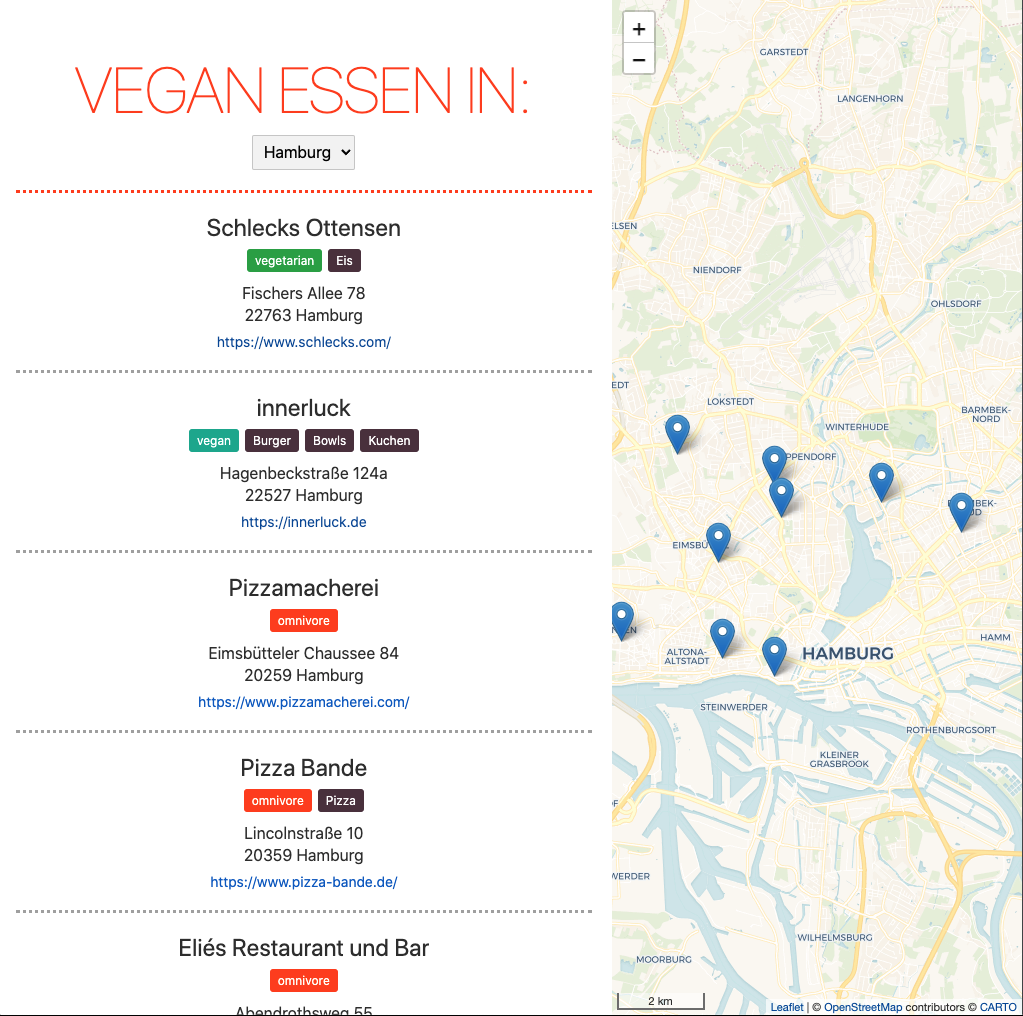 VEGAN ESSEN IN:
Hamburg
Schlecks Ottensen
vegetarian Eis
Fischers Allee 78
22763 Hamburg
https://www.schlecks.com/
innerluck
vegan Burger Bowls Kuchen
Hagenbeckstraße 124a
22527 Hamburg
https://innerluck.de
Pizzamacherei
omnivore
Eimsbütteler Chaussee 84
20259 Hamburg
https://www.pizzamacherei.com/
Pizza Bande
omnivore Pizza
Lincolnstraße 10
20359 Hamburg
https://www.pizza-bande.de/
Eliés Restaurant und Bar
omnivore
Abendrothsweg 55
+
−
GARSTEDT
LANGENHORN
ELSEN
NIENDORF
OHLSDORF
EDT
LOKSTEDT
BARMBEK-
NORD
WINTERHUDE
PPENDORF
EIMSBÜ
ALTONA-
ALTSTADT
HAMBURG
HAMM
STEINWERDER
ROTHENBURGSORT
KLEINER
GRASBROOK
WERDER
WILHELMSBURG
MOORBURG
2 km
Leaflet | © OpenStreetMap contributors © CARTO